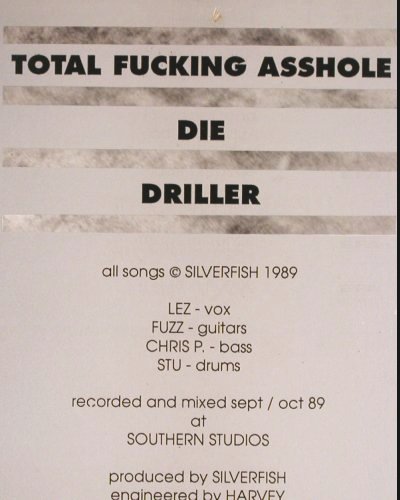 TOTAL FUCKING ASSHOLE
DIE
DRILLER
all songs © SILVERFISH 1989
LEZ - vox
FUZZ - guitars
CHRIS P. - bass
STU - drums
recorded and mixed sept / oct 89
at
SOUTHERN STUDIOS
produced by SILVERFISH
engineered by HARVEY